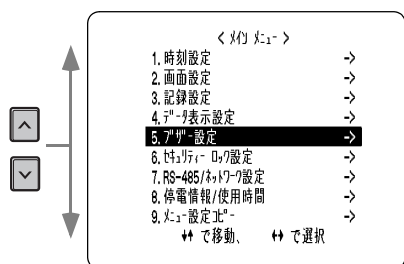 < ﾒｲﾝ ﾒﾆｭｰ >
1. 時刻設定 ->
2. 画面設定 ->
3. 記録設定 ->
4. ﾃﾞｰﾀ表示設定 ->
5. ﾌﾞｻﾞｰ設定 ->
6. ｾｷｭﾘﾃｨｰ ﾛｯｸ設定 ->
7. RS-485/ﾈｯﾄﾜｰｸ設定 ->
8. 停電情報/使用時間 ->
9. ﾒﾆｭｰ設定ｺﾋﾟｰ ->
↓↑ で移動、 ←→ で選択